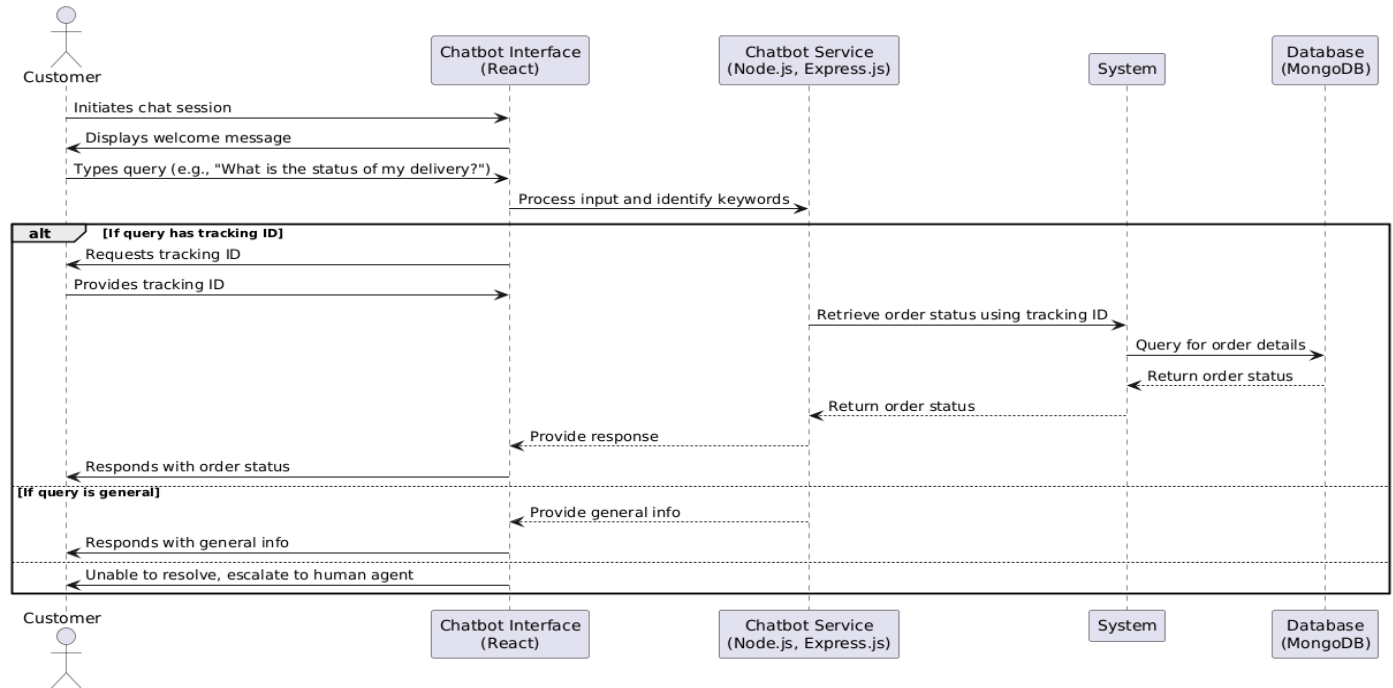 Customer
Chatbot Interface
(React)
Chatbot Service
(Node.js, Express.js)
System
Database
(MongoDB)
Initiates chat session
Displays welcome message
Types query (e.g., "What is the status of my delivery?")
Process input and identify keywords
alt
[If query has tracking ID]
Requests tracking ID
Provides tracking ID
Retrieve order status using tracking ID
Query for order details
Return order status
Return order status
Provide response
Responds with order status
[If query is general]
Provide general info
Responds with general info
Unable to resolve, escalate to human agent
Customer
Chatbot Interface
(React)
Chatbot Service
(Node.js, Express.js)
System
Database
(MongoDB)